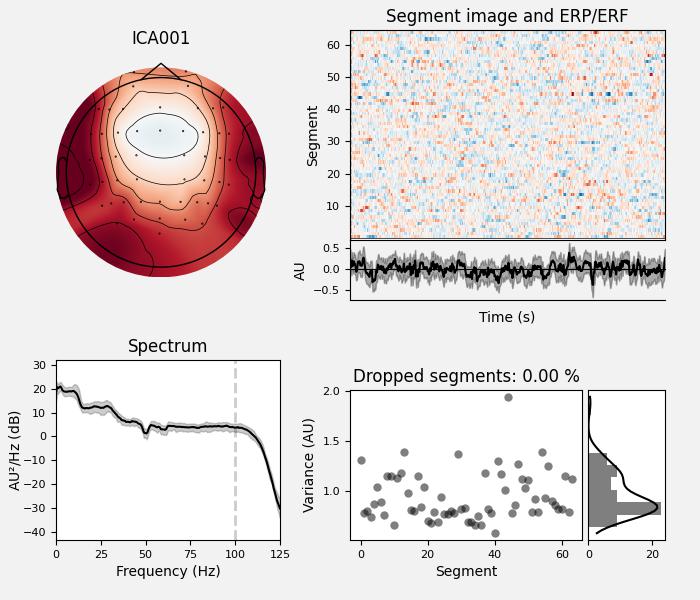 ICA001
Segment image and ERP/ERF
Segment
60
50
40
30
20
10
AU
0.5
0.0
−0.5
Time (s)
Spectrum
AU²/Hz (dB)
30
20
10
0
−10
−20
−30
−40
0 25 50 75 100 125
Frequency (Hz)
Dropped segments: 0.00 %
Variance (AU)
2.0
1.5
1.0
0 20 40 60
Segment
0 20